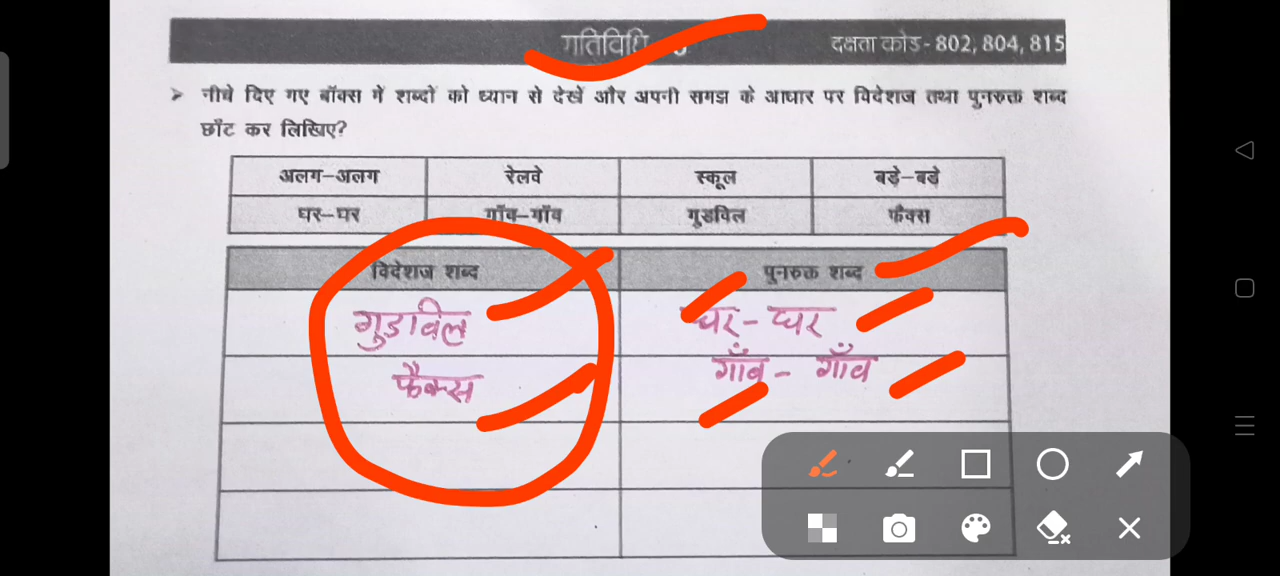 गतिविधि
दक्षता कोड- 802, 804, 815
➤ नीचे दिए गए बॉक्स में शब्दों को ध्यान से देखें और अपनी समझ के आधार पर विदेशज तथा पुनरुक्त शब्द
छाँट कर लिखिए?
अलग-अलग रेलवे स्कूल बड़े-बडे
घर-घर गाँव-गाँव गुडविल फैक्स
विदेशज शब्द पुनरुक्त शब्द
गुडविल घर- घर
फैक्स गाँव - गाँव